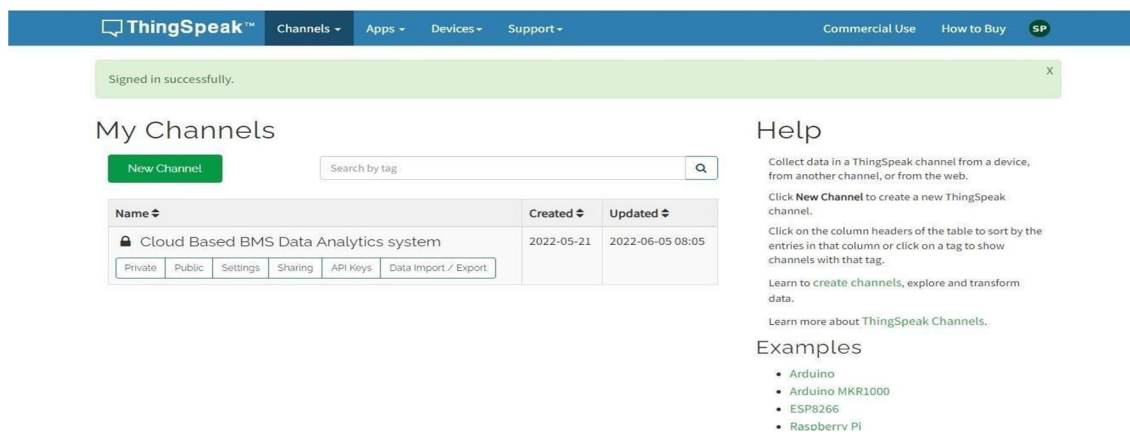 ThingSpeak™ Channels Apps Devices Support Commercial Use How to Buy SP
Signed in successfully. X
My Channels
New Channel Search by tag
Name Created Updated
Cloud Based BMS Data Analytics system 2022-05-21 2022-06-05 08:05
Private Public Settings Sharing API Keys Data Import / Export
Help
Collect data in a ThingSpeak channel from a device,
from another channel, or from the web.
Click New Channel to create a new ThingSpeak
channel.
Click on the column headers of the table to sort by the
entries in that column or click on a tag to show
channels with that tag.
Learn to create channels, explore and transform
data.
Learn more about ThingSpeak Channels.
Examples
• Arduino
• Arduino MKR1000
• ESP8266
• Raspberry Pi